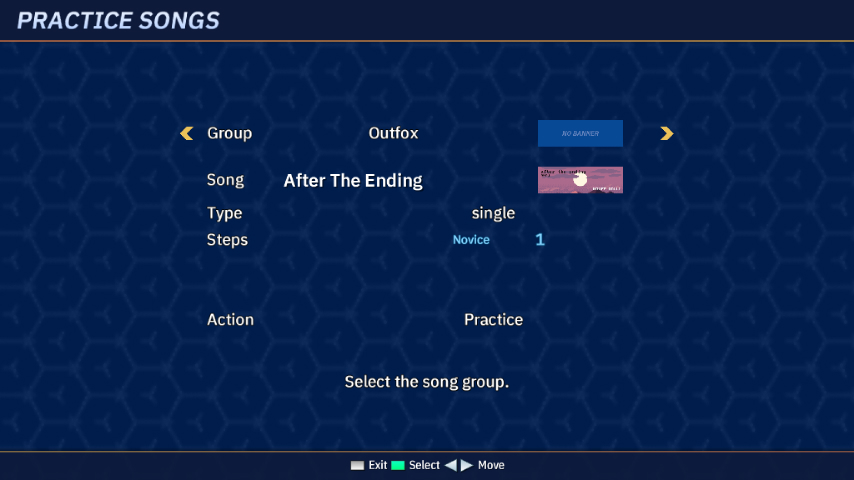 PRACTICE SONGS
Group Outfox NO BANNER
Song After The Ending
Type single
Steps Novice 1
Action Practice
Select the song group.
Exit Select Move